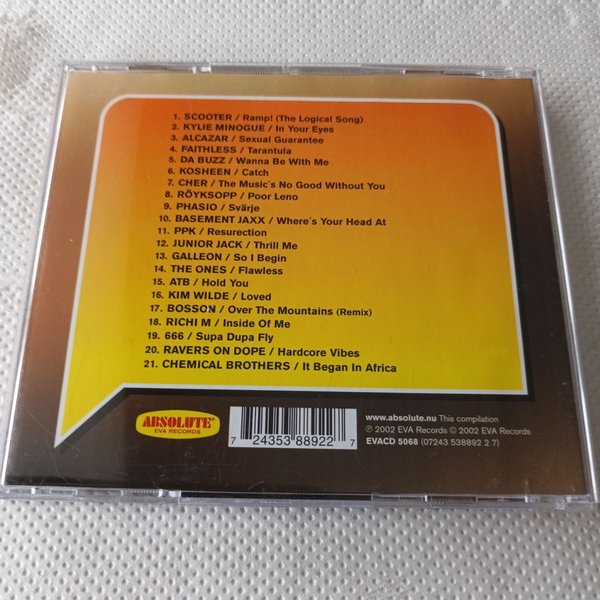 1. SCOOTER / Ramp! (The Logical Song)
2. KYLIE MINOGUE / In Your Eyes
3. ALCAZAR / Sexual Guarantee
4. FAITHLESS / Tarantula
5. DA BUZZ / Wanna Be With Me
6. KOSHEEN / Catch
7. CHER / The Music´s No Good Without You
8. RÖYKSOPP / Poor Leno
9. PHASIO / Svärje
10. BASEMENT JAXX / Where´s Your Head At
11. PPK / Resurection
12. JUNIOR JACK / Thrill Me
13. GALLEON / So I Begin
14. THE ONES / Flawless
15. ATB / Hold You
16. KIM WILDE / Loved
17. BOSSON / Over The Mountains (Remix)
18. RICHI M / Inside Of Me
19. 666 / Supa Dupa Fly
20. RAVERS ON DOPE / Hardcore Vibes
21. CHEMICAL BROTHERS / It Began In Africa
ABSOLUTE®
EVA RECORDS
7 24353 88922 7
www.absolute.nu This compilation
℗ 2002 EVA Records © 2002 EVA Records
EVACD 5068 (07243 538892 2 7)